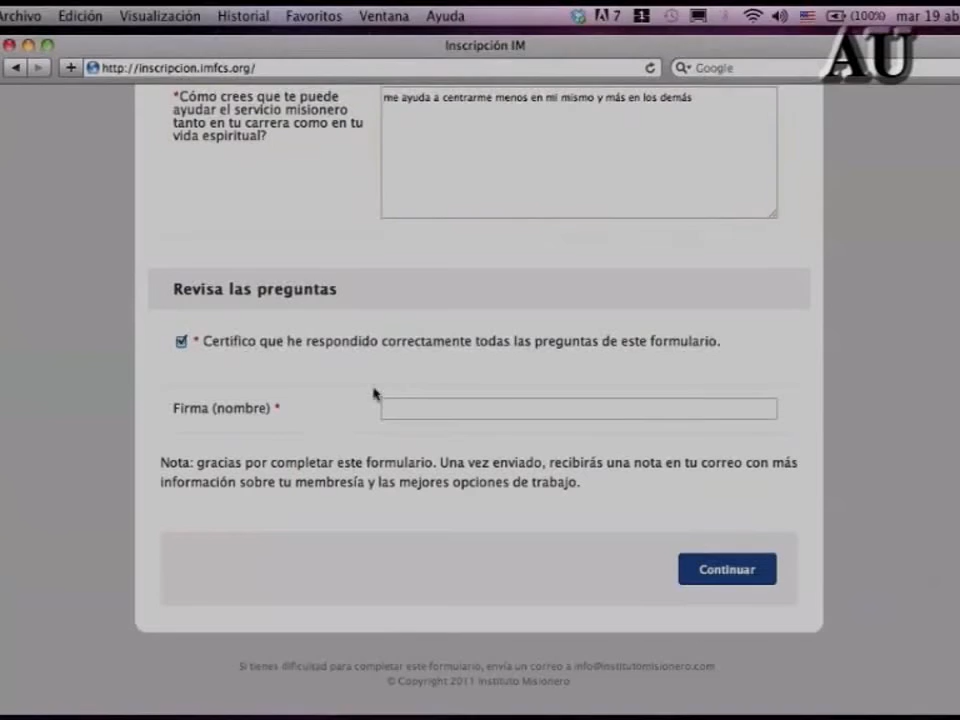 Archivo Edición Visualización Historial Favoritos Ventana Ayuda 7 1 (100%) mar 19 ab
Inscripción IM
AU
http://inscripcion.imfcs.org/ Google
*Cómo crees que te puede
ayudar el servicio misionero
tanto en tu carrera como en tu
vida espiritual?
me ayuda a centrarme menos en mi mismo y más en los demás
Revisa las preguntas
* Certifico que he respondido correctamente todas las preguntas de este formulario.
Firma (nombre) *
Nota: gracias por completar este formulario. Una vez enviado, recibirás una nota en tu correo con más
información sobre tu membresía y las mejores opciones de trabajo.
Continuar
Si tienes dificultad para completar este formulario, envía un correo a info@institutomisionero.com
© Copyright 2011 Instituto Misionero